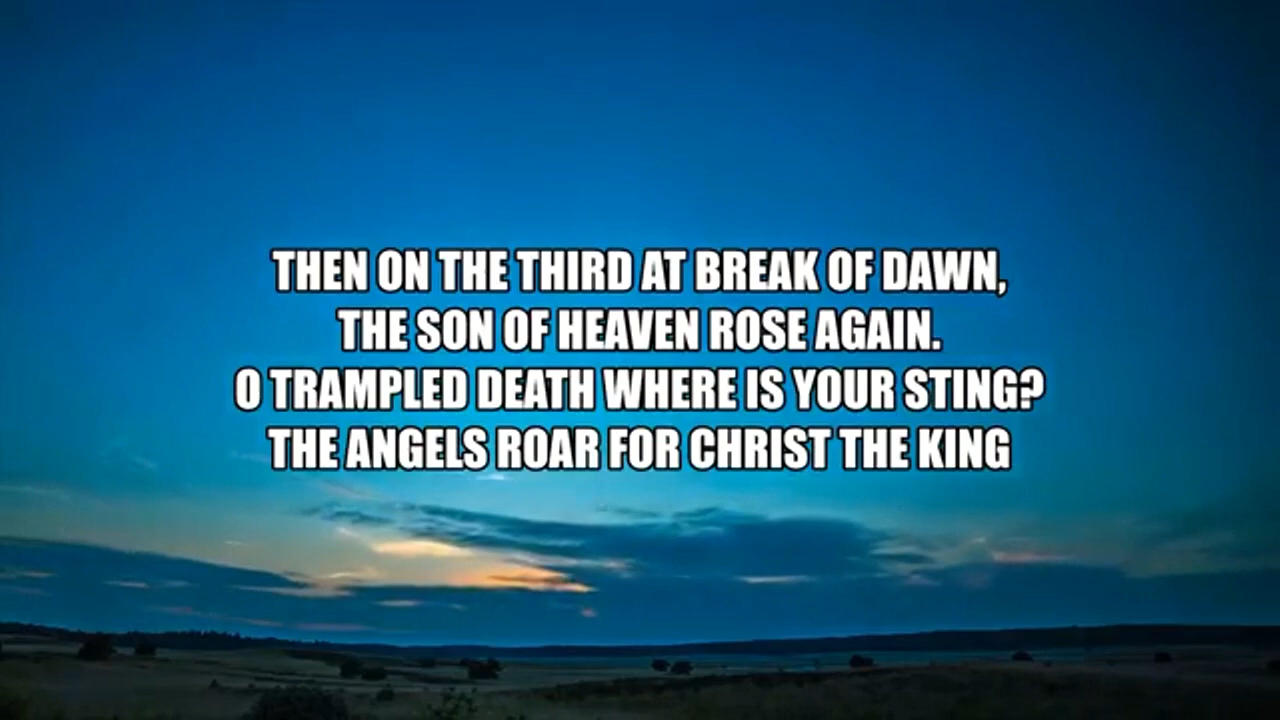 THEN ON THE THIRD AT BREAK OF DAWN,
THE SON OF HEAVEN ROSE AGAIN.
O TRAMPLED DEATH WHERE IS YOUR STING?
THE ANGELS ROAR FOR CHRIST THE KING